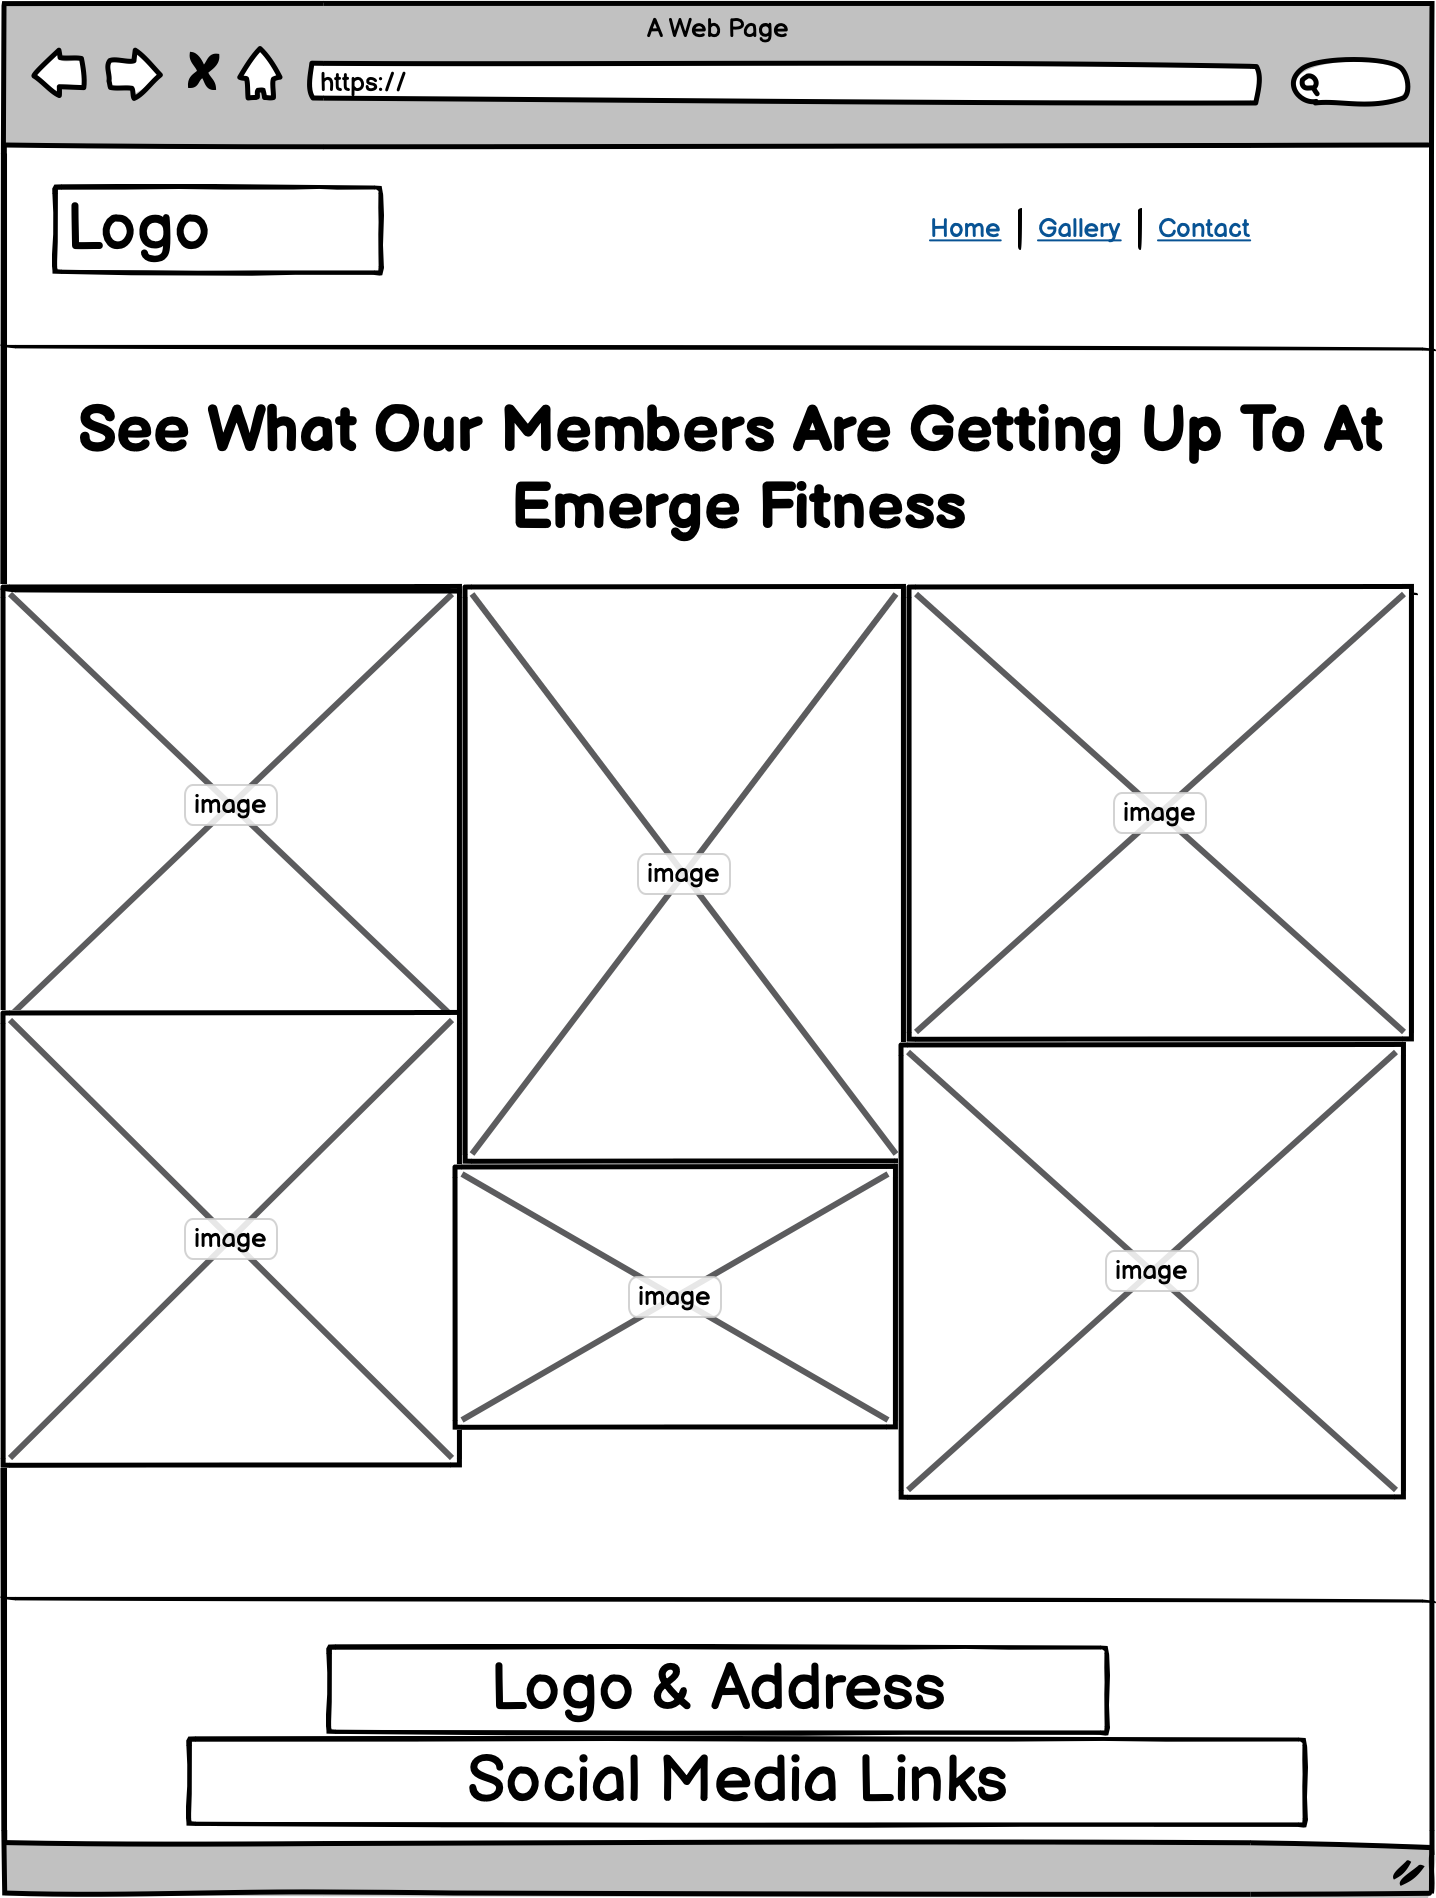 A Web Page
https://
Logo
Home
Gallery
Contact
See What Our Members Are Getting Up To At
Emerge Fitness
image
image
image
image
image
image
Logo & Address
Social Media Links